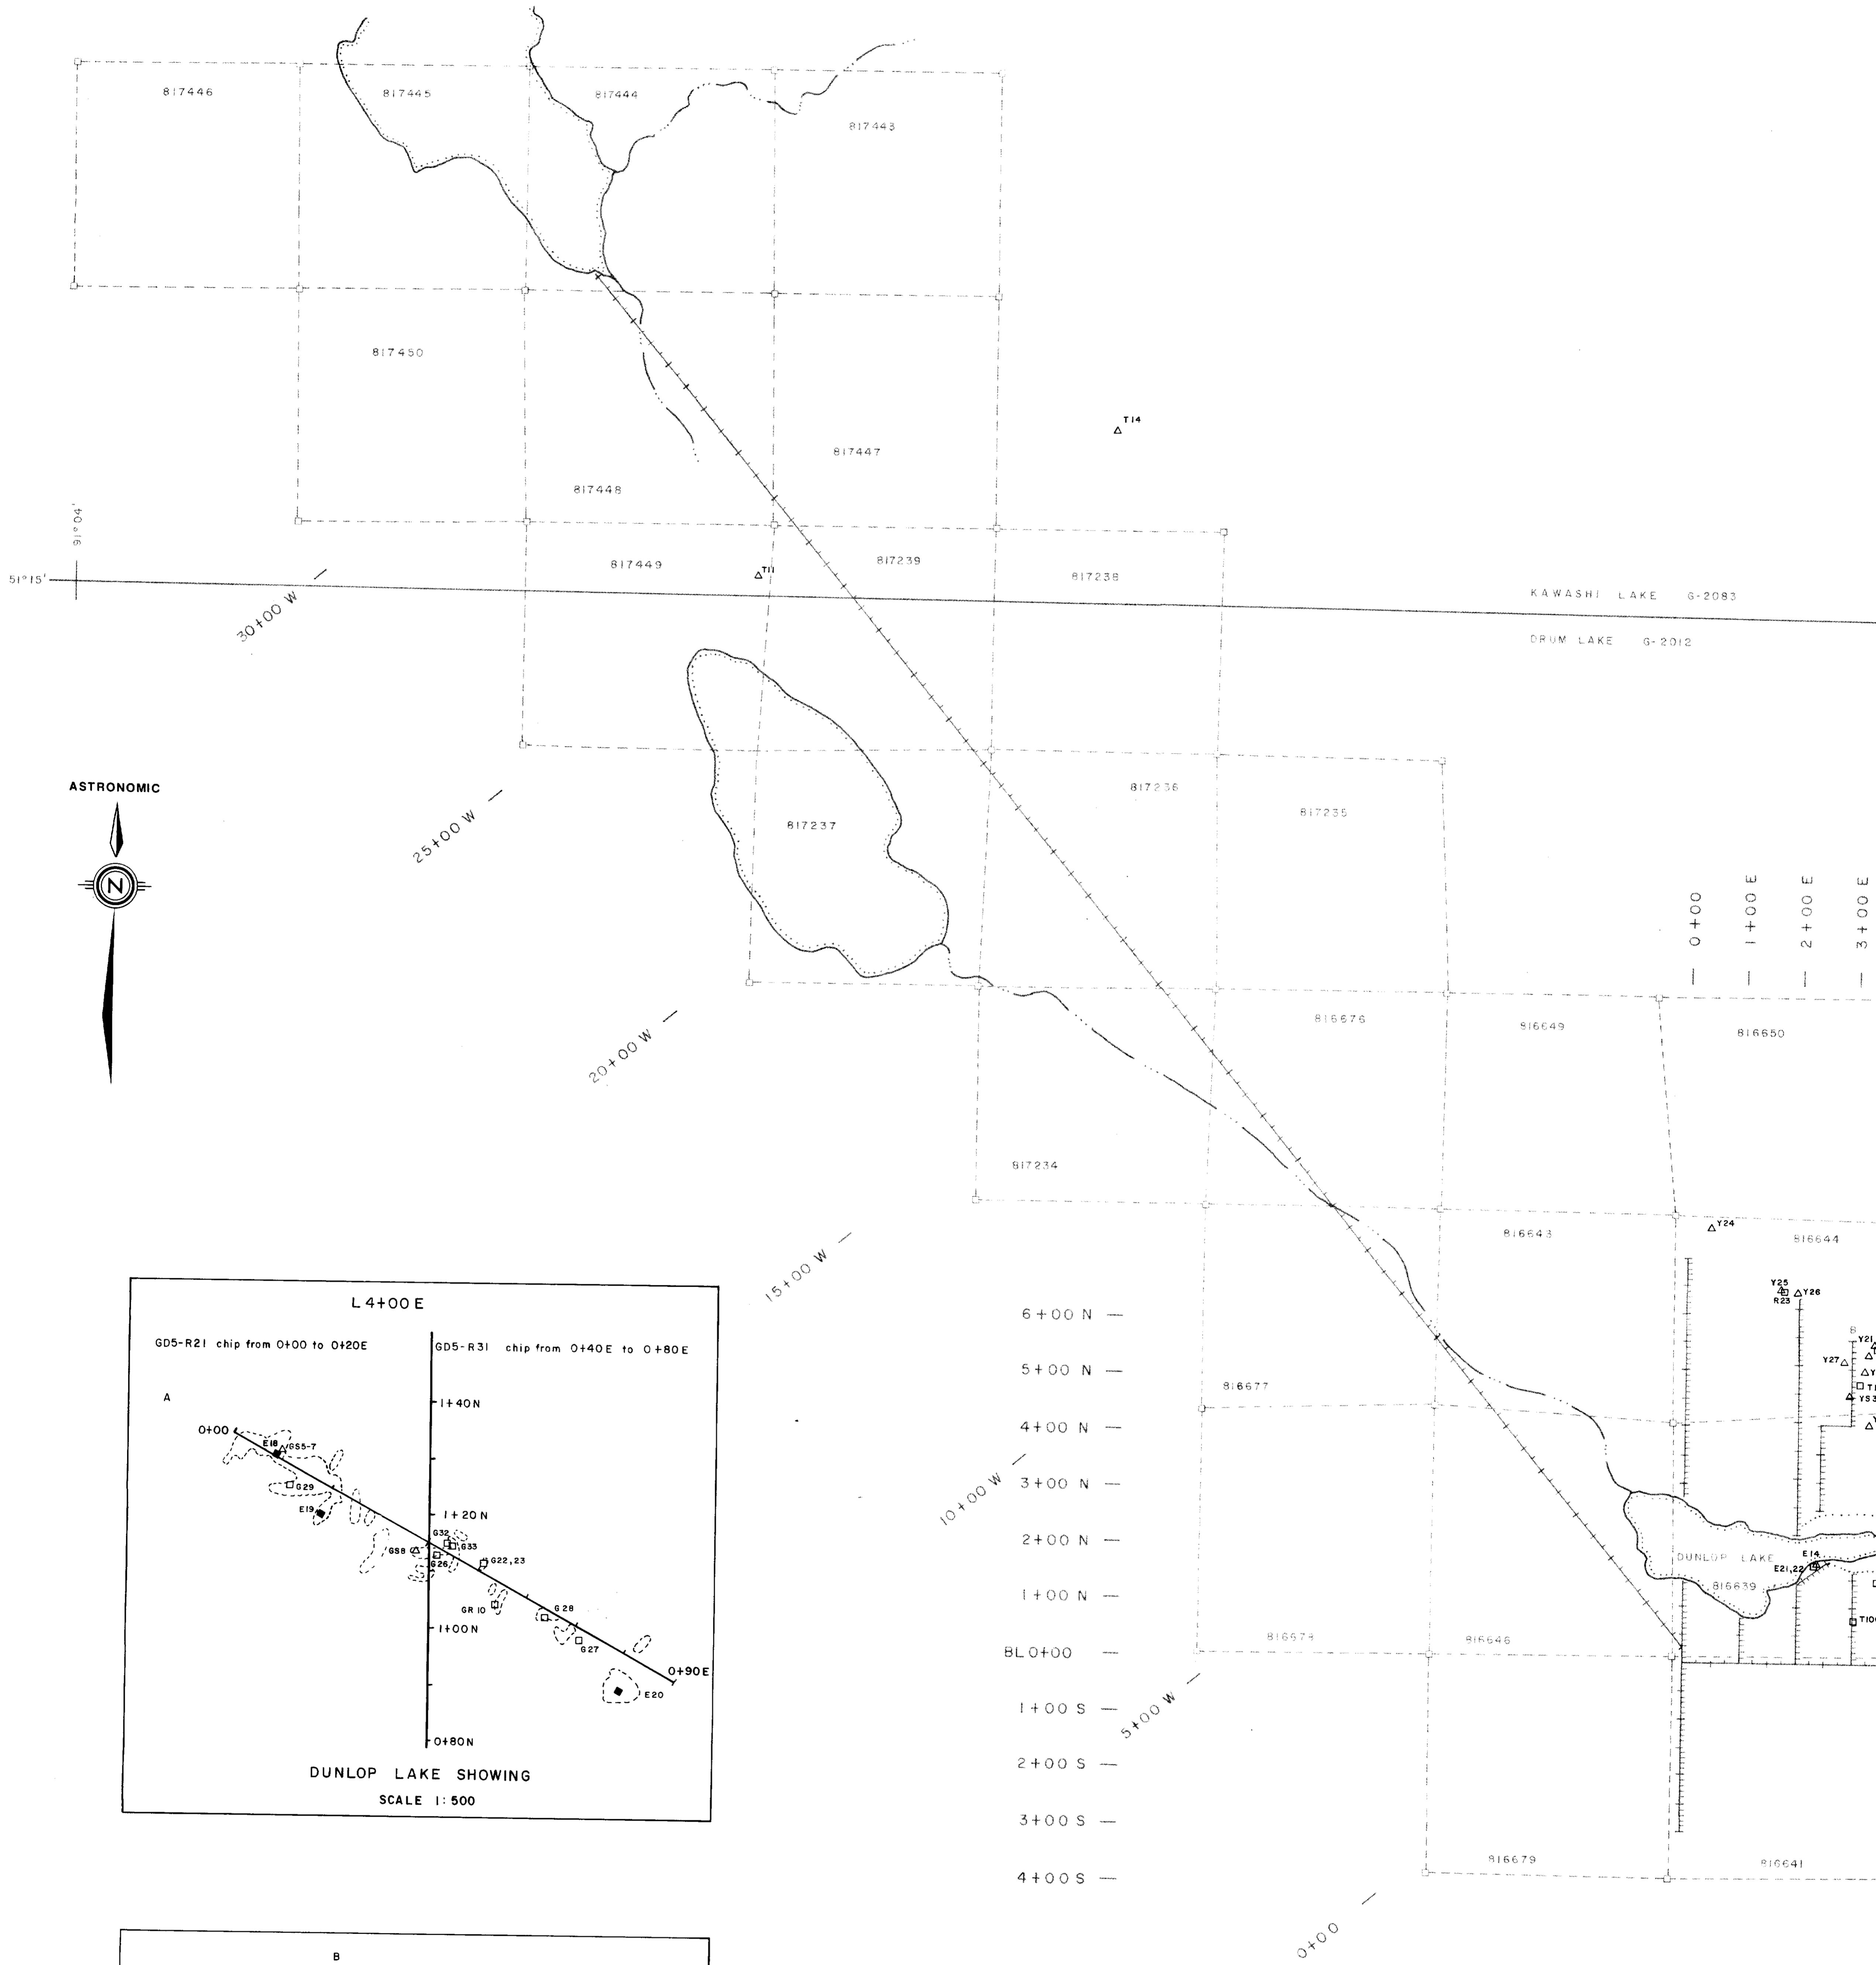 817446
817445
817444
817443
817450
817447
T14
817448
91°04'
817449
T11
817239
817238
51°15'
KAWASHI LAKE G-2083
DRUM LAKE G-2012
30+00 W
ASTRONOMIC
N
817236
817235
817237
25+00 W
0+00
1+00 E
2+00 E
3+00 E
816676
816649
816650
20+00 W
817234
Y24
816643
816644
15+00 W
6+00 N
5+00 N
4+00 N
3+00 N
2+00 N
1+00 N
BL 0+00
1+00 S
2+00 S
3+00 S
4+00 S
Y25
R23
Y26
B
Y21
Y27
YS3
816677
10+00 W
DUNLOP LAKE
E14
E21,22
816639
816646
5+00 W
816679
816641
0+00
L 4+00 E
GD5-R21 chip from 0+00 to 0+20E
GD5-R31 chip from 0+40E to 0+80E
A
1+40N
0+00
E18
GS5-7
G29
E19
1+20N
G32
G33
GS8
G26
G22,23
GR10
G28
1+00N
G27
0+90E
E20
0+80N
DUNLOP LAKE SHOWING
SCALE 1:500
B